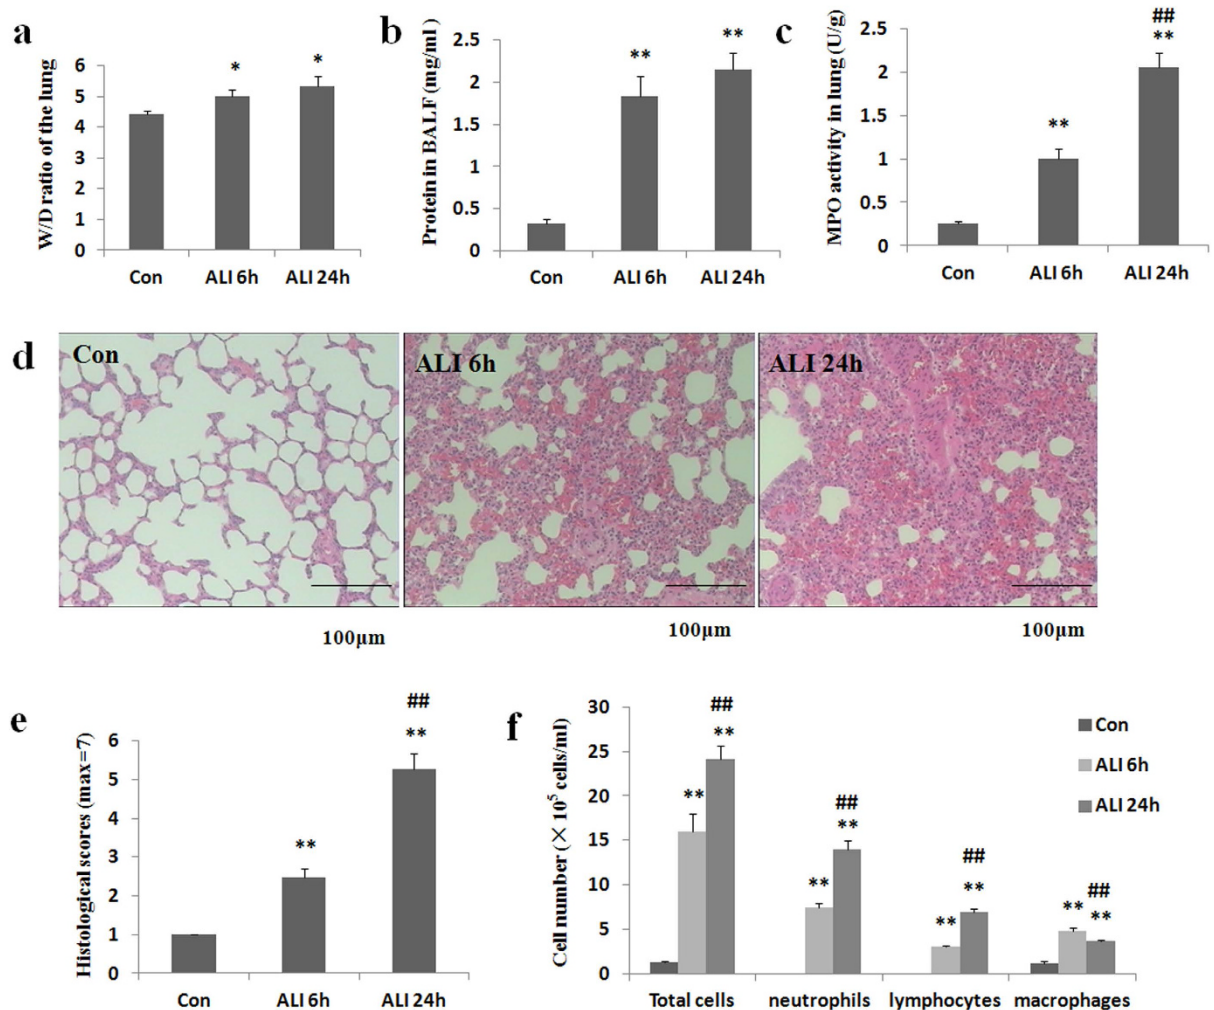 a
W/D ratio of the lung
6
5
4
3
2
1
0
*
*
Con
ALI 6h
ALI 24h
b
Protein in BALF (mg/ml)
2.5
2
1.5
1
0.5
0
**
**
Con
ALI 6h
ALI 24h
c
MPO activity in lung (U/g)
2.5
2
1.5
1
0.5
0
**
##
**
Con
ALI 6h
ALI 24h
d
Con
ALI 6h
ALI 24h
100μm
100μm
100μm
e
Histological scores (max=7)
6
5
4
3
2
1
0
**
##
**
Con
ALI 6h
ALI 24h
f
Cell number (×10⁵ cells/ml)
30
25
20
15
10
5
0
**
##
**
**
##
**
**
##
**
**
##
**
Total cells
neutrophils
lymphocytes
macrophages
Con
ALI 6h
ALI 24h